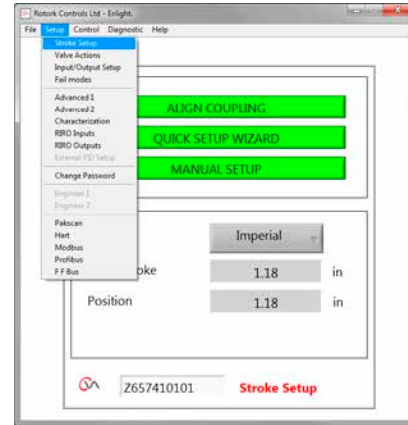 Rotork Controls Ltd - Enlight.
File Setup Control Diagnostic Help
Stroke Setup
Valve Actions
Input/Output Setup
Fail modes
Advanced 1
Advanced 2
Characterization
RIRO Inputs
RIRO Outputs
External PID Setup
Change Password
Engineer 1
Engineer 2
Pakscan
Hart
Modbus
Profibus
F F Bus
ALIGN COUPLING
QUICK SETUP WIZARD
MANUAL SETUP
Imperial
oke 1.18 in
Position 1.18 in
Z657410101 Stroke Setup